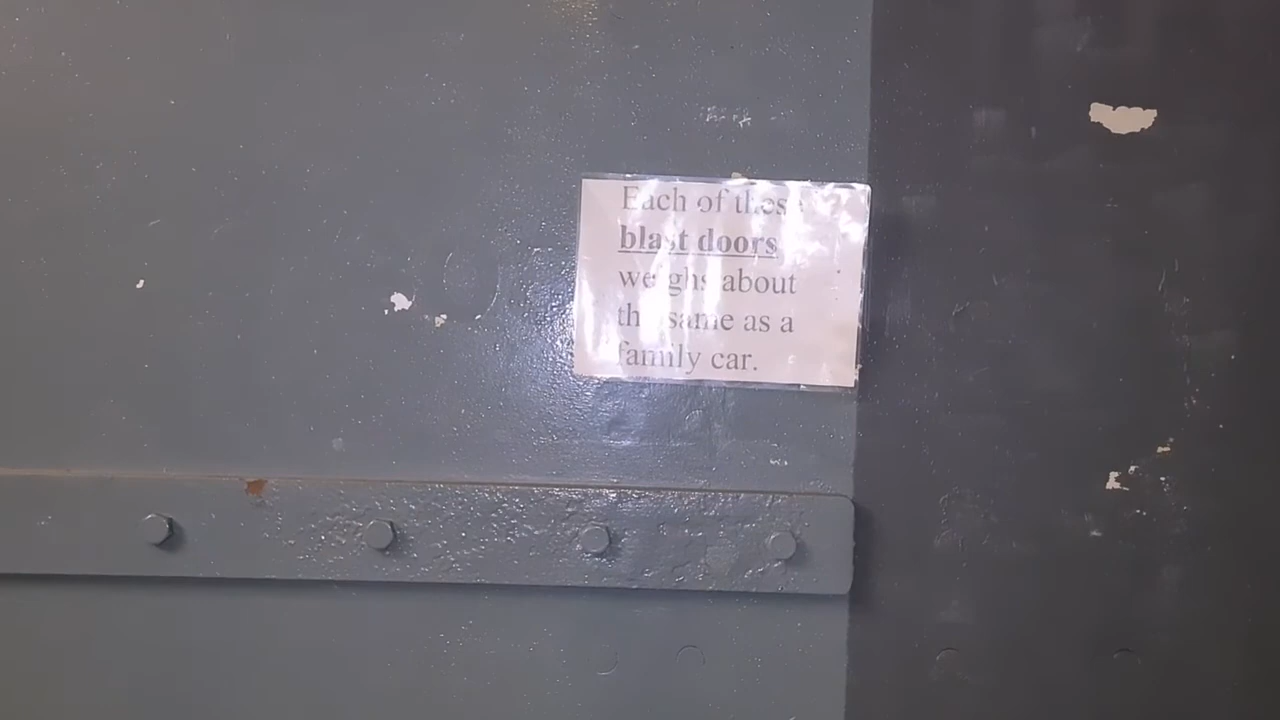 Each of these
blast doors
weighs about
the same as a
family car.